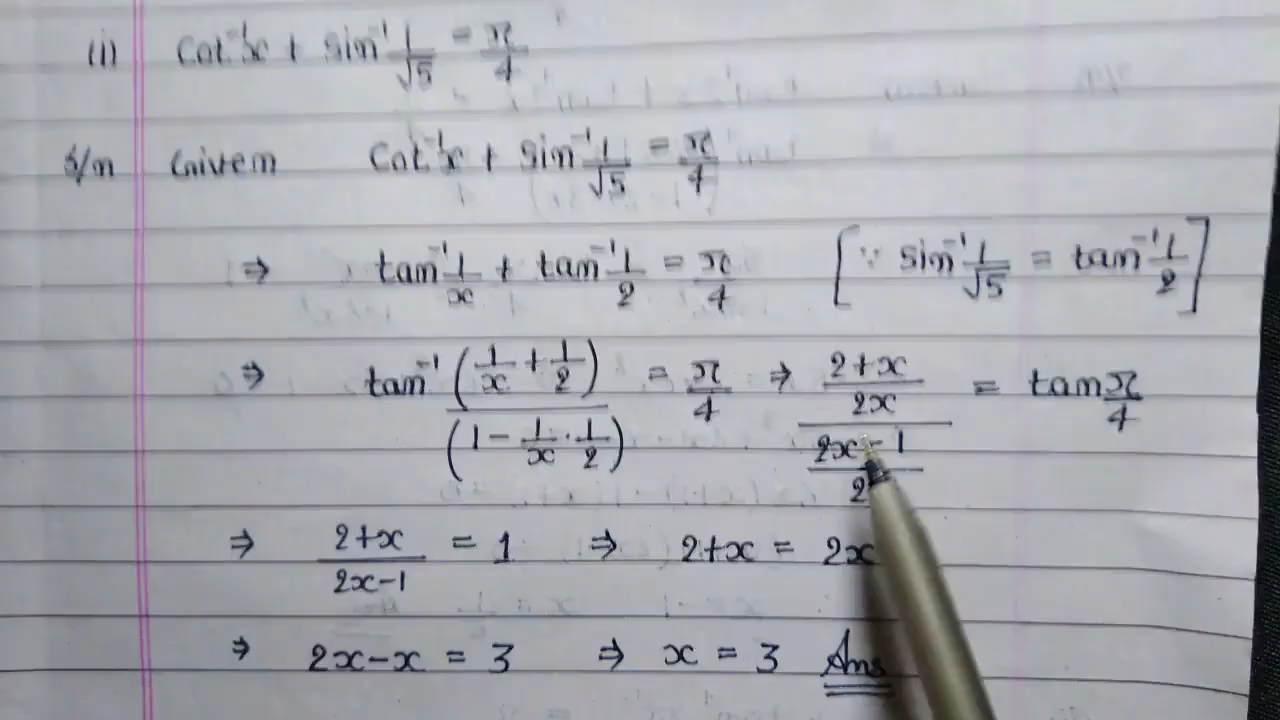 (i) cot⁻¹x + sin⁻¹ 1/√5 = π/4
S/n Given cot⁻¹x + sin⁻¹ 1/√5 = π/4
⇒ tan⁻¹ 1/x + tan⁻¹ 1/2 = π/4 [∵ sin⁻¹ 1/√5 = tan⁻¹ 1/2]
⇒ tan⁻¹ (1/x + 1/2)/(1 - 1/x · 1/2) = π/4 ⇒ ((2+x)/2x)/((2x-1)/2) = tan π/4
⇒ (2+x)/(2x-1) = 1 ⇒ 2+x = 2x
⇒ 2x-x = 3 ⇒ x = 3 Ans